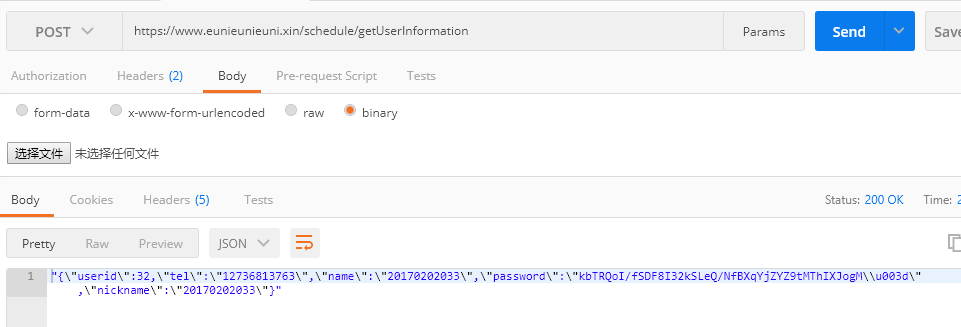 POST https://www.eunieunieuni.xin/schedule/getUserInformation Params Send Save
Authorization Headers (2) Body Pre-request Script Tests
form-data x-www-form-urlencoded raw binary
选择文件 未选择任何文件
Body Cookies Headers (5) Tests Status: 200 OK Time: 2
Pretty Raw Preview JSON
1 "{\"userid\":32,\"tel\":\"12736813763\",\"name\":\"20170202033\",\"password\":\"kbTRQoI/fSDF8I32kSLeQ/NfBXqYjZYZ9tMThIXJogM\\u003d\"
,\"nickname\":\"20170202033\"}"